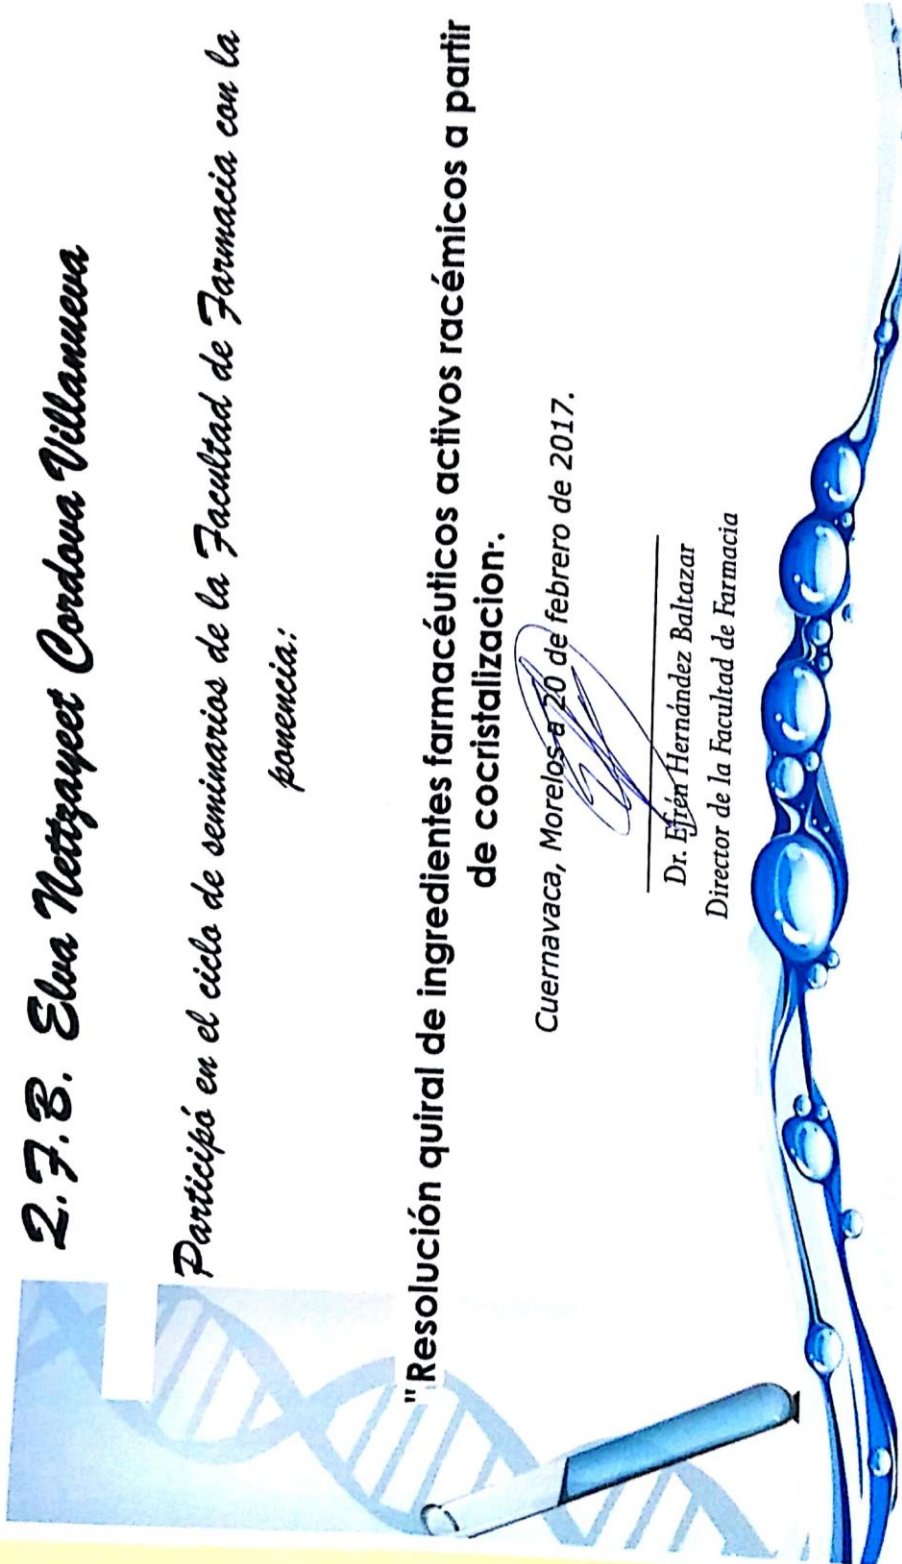 2.F.B. Elva Nettzayeet Cordova Villanueva
Participó en el ciclo de seminarios de la Facultad de Farmacia con la
ponencia:
"Resolución quiral de ingredientes farmacéuticos activos racémicos a partir
de cocristalizacion·.
Cuernavaca, Morelos a 20 de febrero de 2017.
Dr. Efrén Hernández Baltazar
Director de la Facultad de Farmacia